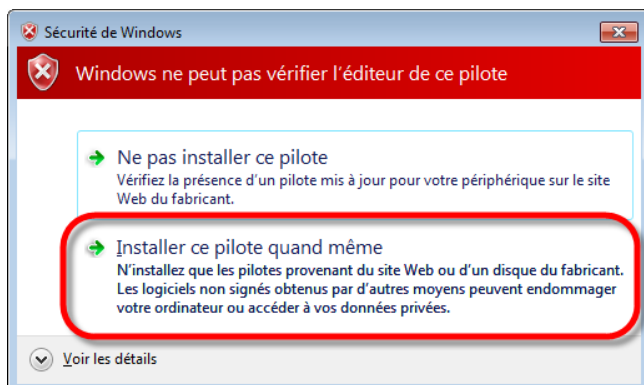 Sécurité de Windows
Windows ne peut pas vérifier l'éditeur de ce pilote
Ne pas installer ce pilote
Vérifiez la présence d'un pilote mis à jour pour votre périphérique sur le site
Web du fabricant.
Installer ce pilote quand même
N'installez que les pilotes provenant du site Web ou d'un disque du fabricant.
Les logiciels non signés obtenus par d'autres moyens peuvent endommager
votre ordinateur ou accéder à vos données privées.
Voir les détails